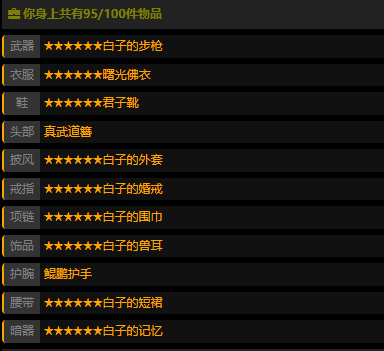 你身上共有95/100件物品
武器 ★★★★★★白子的步枪
衣服 ★★★★★★曙光佛衣
鞋 ★★★★★★君子靴
头部 真武道簪
披风 ★★★★★★白子的外套
戒指 ★★★★★★白子的婚戒
项链 ★★★★★★白子的围巾
饰品 ★★★★★★白子的兽耳
护腕 鲲鹏护手
腰带 ★★★★★★白子的短裙
暗器 ★★★★★★白子的记忆